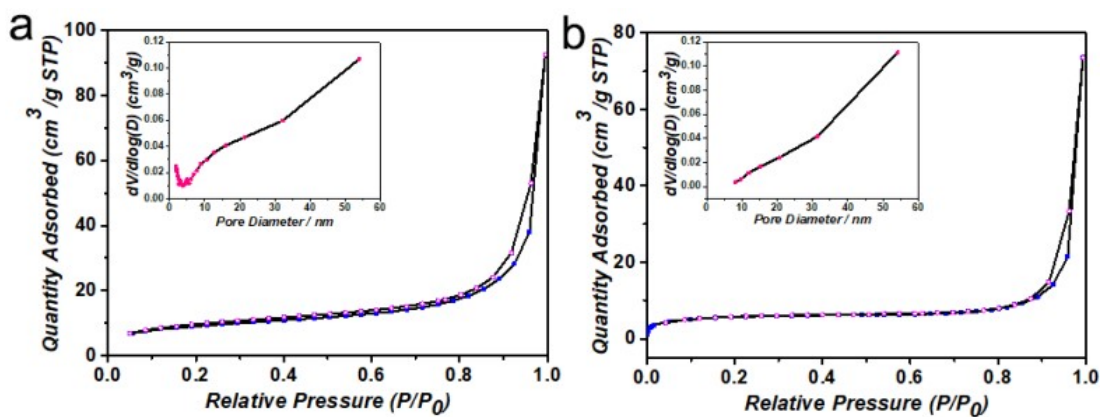 a
Quantity Adsorbed (cm³/g STP)
100
80
60
40
20
0
0.0 0.2 0.4 0.6 0.8 1.0
Relative Pressure (P/P₀)
dV/dlog(D) (cm³/g)
0.12
0.10
0.08
0.06
0.04
0.02
0.00
0 10 20 30 40 50 60
Pore Diameter / nm
b
Quantity Adsorbed (cm³/g STP)
80
60
40
20
0
0.0 0.2 0.4 0.6 0.8 1.0
Relative Pressure (P/P₀)
dV/dlog(D) (cm³/g)
0.12
0.10
0.08
0.06
0.04
0.02
0.00
0 10 20 30 40 50 60
Pore Diameter / nm